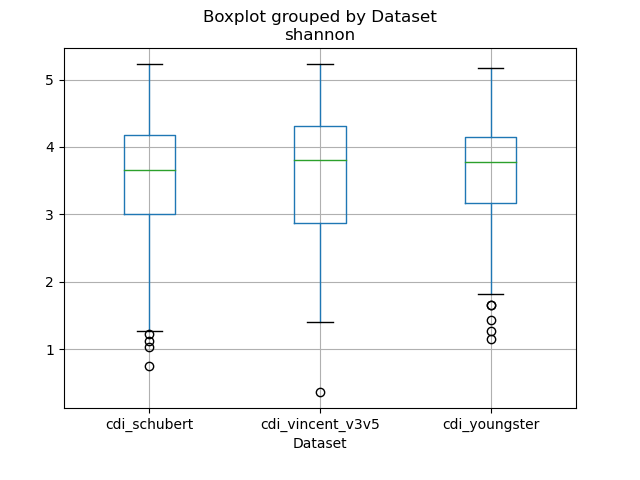 Boxplot grouped by Dataset
shannon
5
4
3
2
1
cdi_schubert cdi_vincent_v3v5 cdi_youngster
Dataset